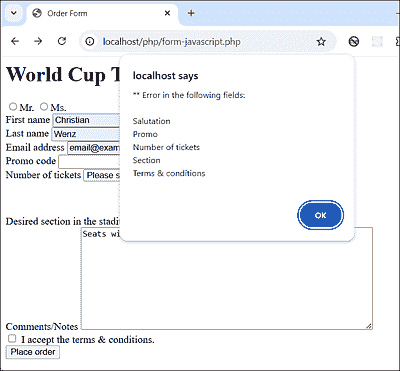 Order Form
localhost/php/form-javascript.php
World Cup T
localhost says
** Error in the following fields:
Salutation
Promo
Number of tickets
Section
Terms & conditions
OK
Mr. Ms.
First name Christian
Last name Wenz
Email address email@exam
Promo code
Number of tickets Please s
Desired section in the stadi
Seats wi
Comments/Notes
I accept the terms & conditions.
Place order